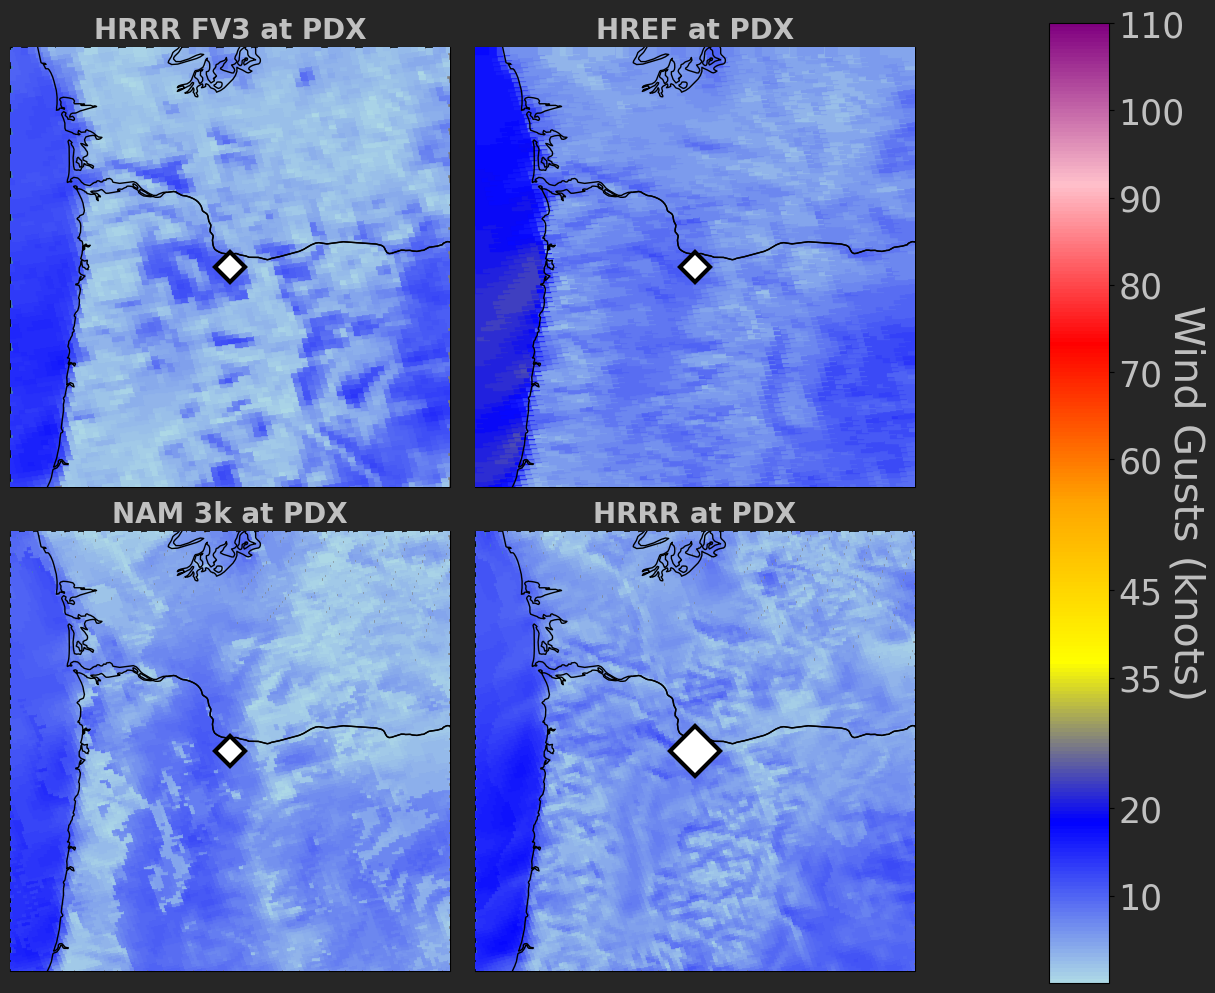 HRRR FV3 at PDX
HREF at PDX
NAM 3k at PDX
HRRR at PDX
110
100
90
80
70
60
45
35
20
10
Wind Gusts (knots)